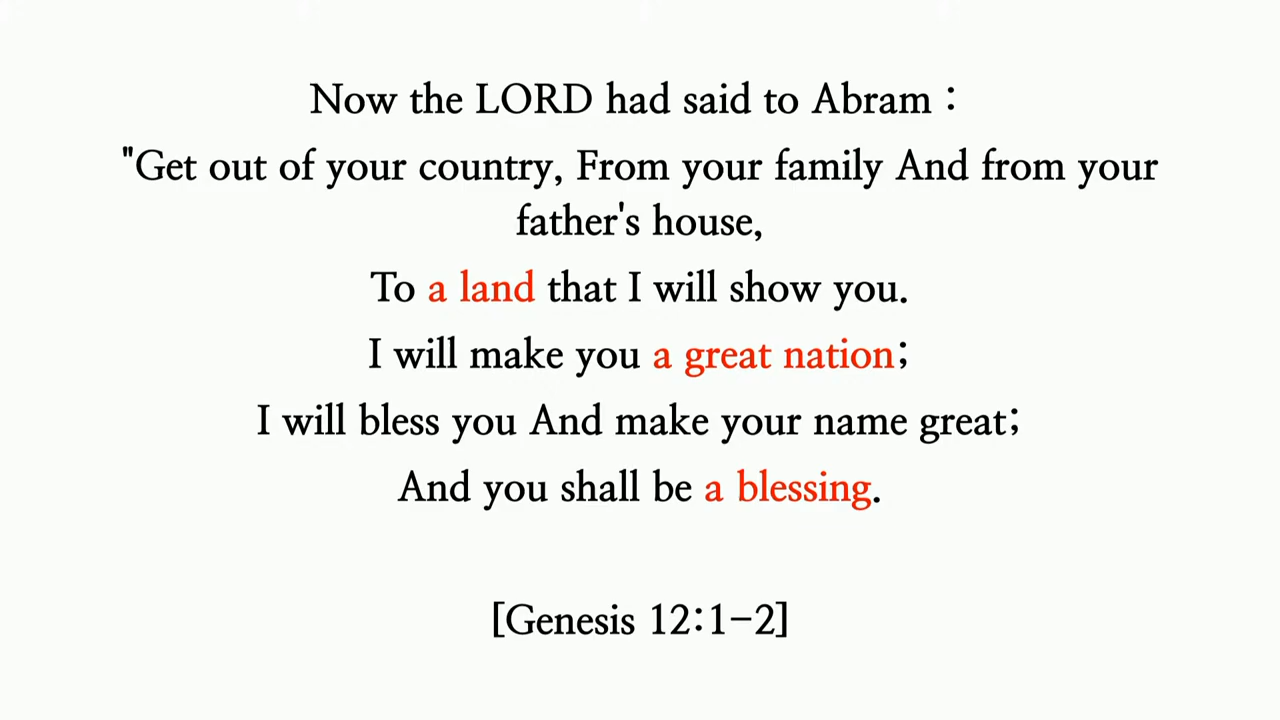 Now the LORD had said to Abram :
"Get out of your country, From your family And from your
father's house,
To a land that I will show you.
I will make you a great nation;
I will bless you And make your name great;
And you shall be a blessing.
[Genesis 12:1-2]